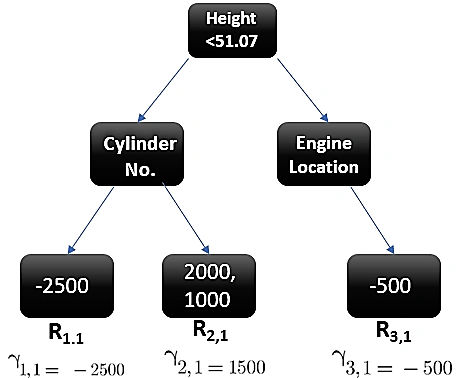 Height
<51.07
Cylinder
No.
Engine
Location
-2500
2000,
1000
-500
R1.1
R2,1
R3,1
γ1,1 = -2500
γ2,1 = 1500
γ3,1 = -500